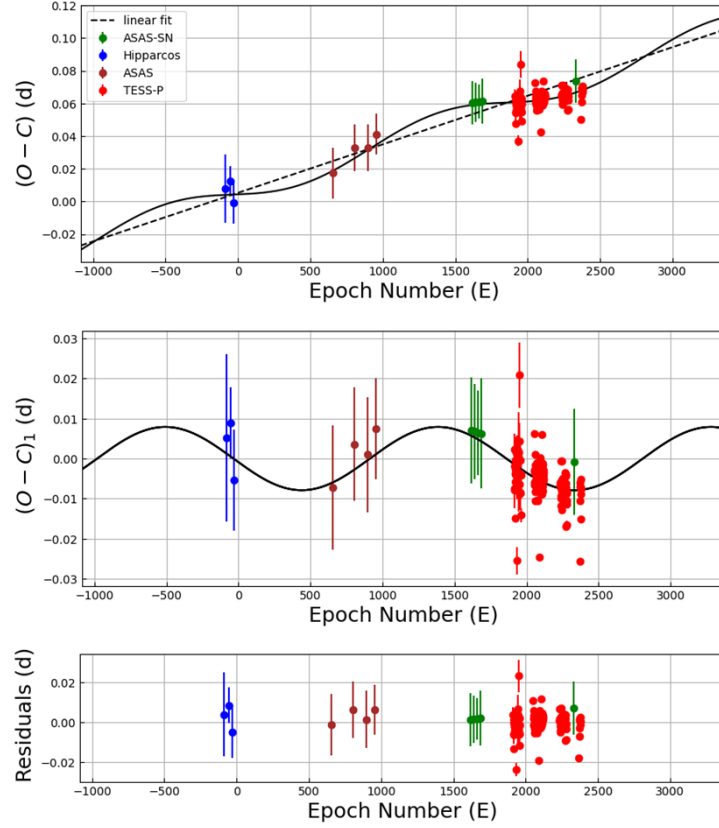 0.12
0.10
0.08
0.06
0.04
0.02
0.00
−0.02
(O − C) (d)
linear fit
ASAS-SN
Hipparcos
ASAS
TESS-P
−1000 −500 0 500 1000 1500 2000 2500 3000
Epoch Number (E)
0.03
0.02
0.01
0.00
−0.01
−0.02
−0.03
(O − C)₁ (d)
−1000 −500 0 500 1000 1500 2000 2500 3000
Epoch Number (E)
0.02
0.00
−0.02
Residuals (d)
−1000 −500 0 500 1000 1500 2000 2500 3000
Epoch Number (E)